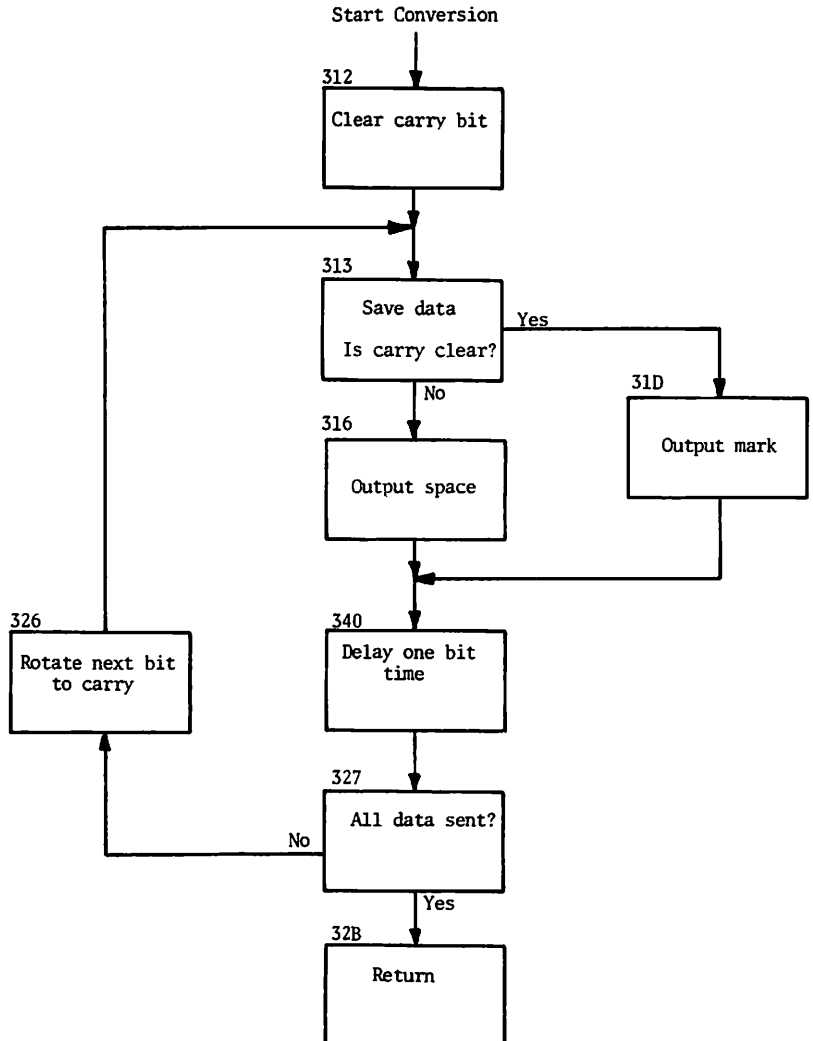 Start Conversion
312
Clear carry bit
313
Save data
Is carry clear?
Yes
No
31D
Output mark
316
Output space
326
Rotate next bit
to carry
340
Delay one bit
time
327
All data sent?
No
Yes
32B
Return